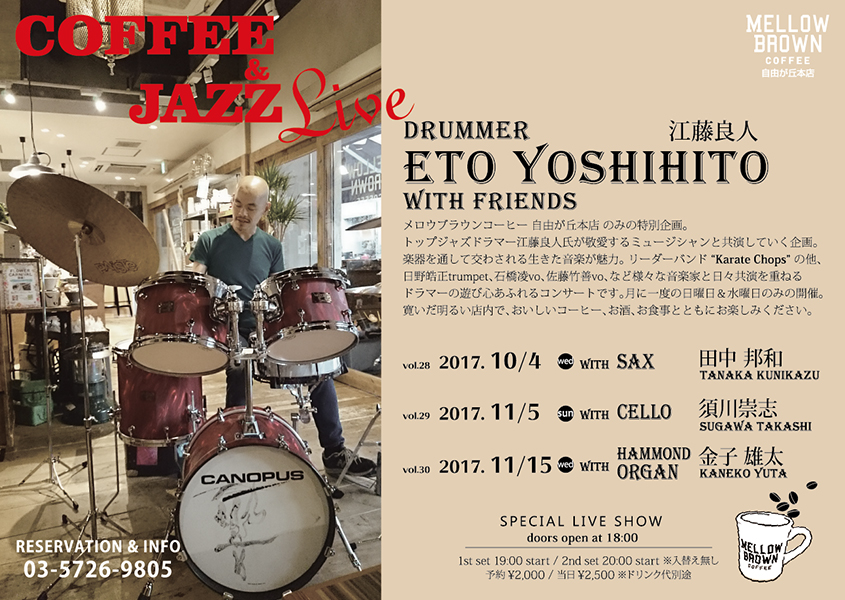 COFFEE
&
JAZZ Live
MELLOW
BROWN
COFFEE
自由が丘本店
DRUMMER 江藤良人
ETO YOSHIHITO
WITH FRIENDS
メロウブラウンコーヒー 自由が丘本店 のみの特別企画。
トップジャズドラマー江藤良人氏が敬愛するミュージシャンと共演していく企画。
楽器を通して交わされる生きた音楽が魅力。リーダーバンド “Karate Chops” の他、
日野皓正trumpet、石橋凌vo、佐藤竹善vo、など様々な音楽家と日々共演を重ねる
ドラマーの遊び心あふれるコンサートです。月に一度の日曜日＆水曜日のみの開催。
寛いだ明るい店内で、おいしいコーヒー、お酒、お食事とともにお楽しみください。
vol.28 2017. 10/4 wed WITH SAX 田中 邦和
TANAKA KUNIKAZU
vol.29 2017. 11/5 sun WITH CELLO 須川崇志
SUGAWA TAKASHI
vol.30 2017. 11/15 wed WITH HAMMOND ORGAN 金子 雄太
KANEKO YUTA
SPECIAL LIVE SHOW
doors open at 18:00
1st set 19:00 start / 2nd set 20:00 start ※入替え無し
予約 ¥2,000 / 当日 ¥2,500 ※ドリンク代別途
MELLOW
BROWN
COFFEE
CANOPUS
RESERVATION & INFO
03-5726-9805